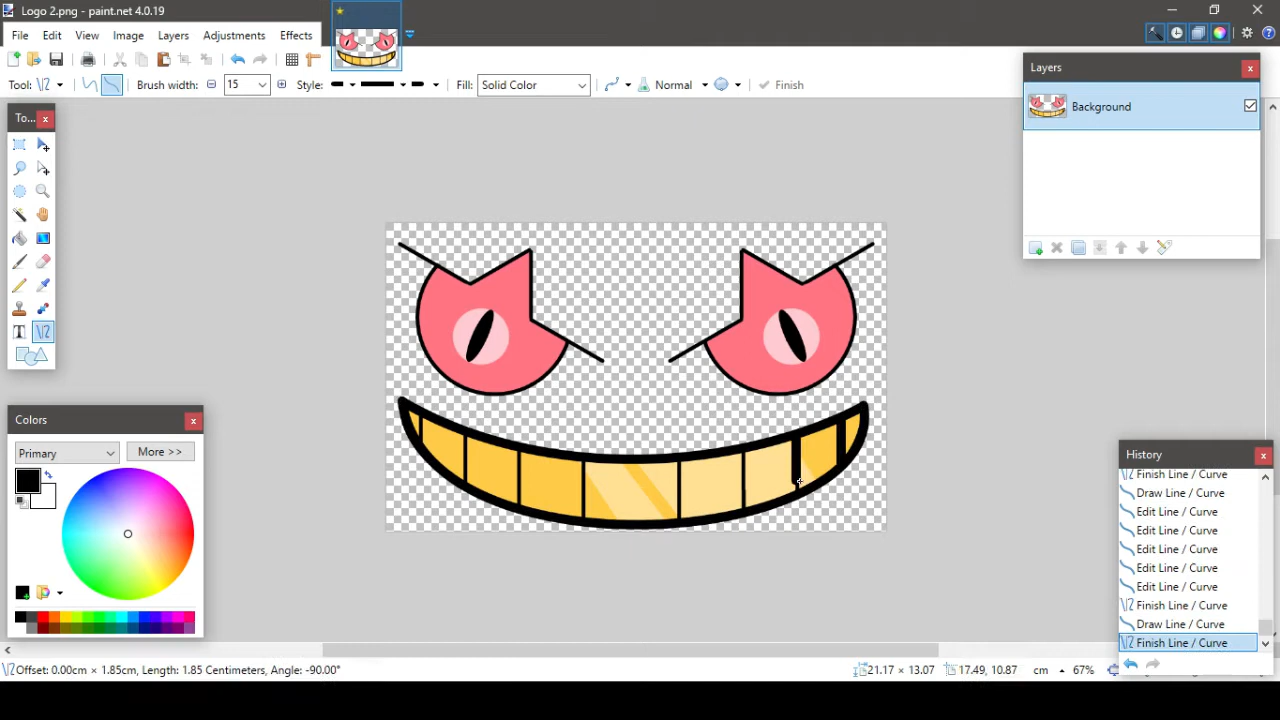 Logo 2.png - paint.net 4.0.19
File Edit View Image Layers Adjustments Effects
Tool: Brush width: 15 Style: Fill: Solid Color Normal Finish
To...
Layers
Background
Colors
Primary More >>
History
Finish Line / Curve
Draw Line / Curve
Edit Line / Curve
Edit Line / Curve
Edit Line / Curve
Edit Line / Curve
Edit Line / Curve
Finish Line / Curve
Draw Line / Curve
Finish Line / Curve
Offset: 0.00cm × 1.85cm, Length: 1.85 Centimeters, Angle: -90.00° 21.17 × 13.07 17.49, 10.87 cm 67%